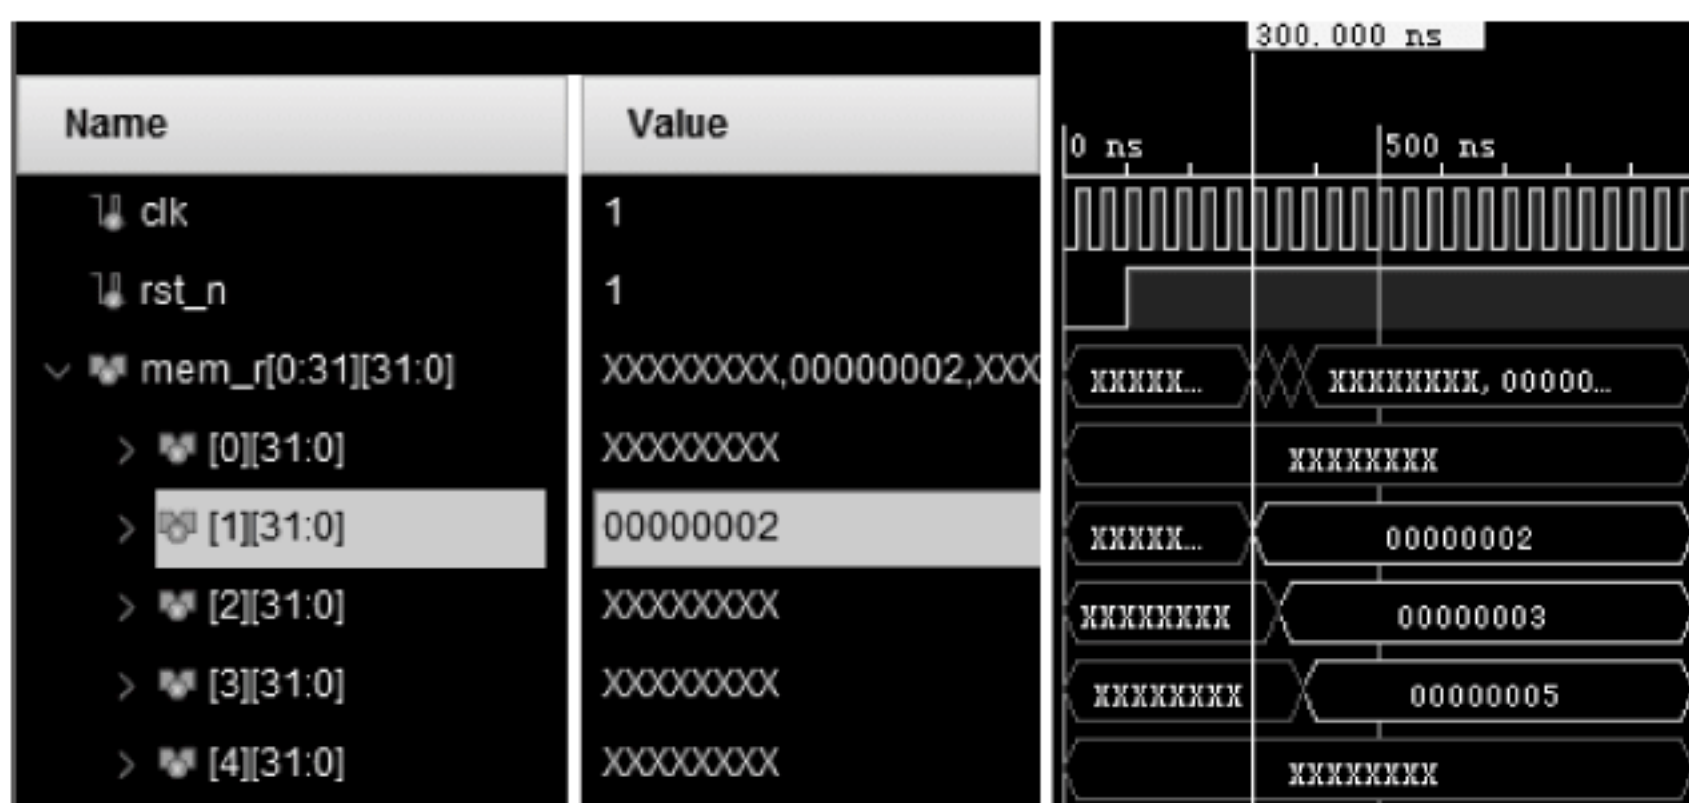 300.000 ns
Name Value
0 ns 500 ns
clk 1
rst_n 1
mem_r[0:31][31:0] XXXXXXXX,00000002,XXX XXXXX... XXXXXXXX, 00000...
[0][31:0] XXXXXXXX XXXXXXXX
[1][31:0] 00000002 XXXXX... 00000002
[2][31:0] XXXXXXXX XXXXXXXX 00000003
[3][31:0] XXXXXXXX XXXXXXXX 00000005
[4][31:0] XXXXXXXX XXXXXXXX